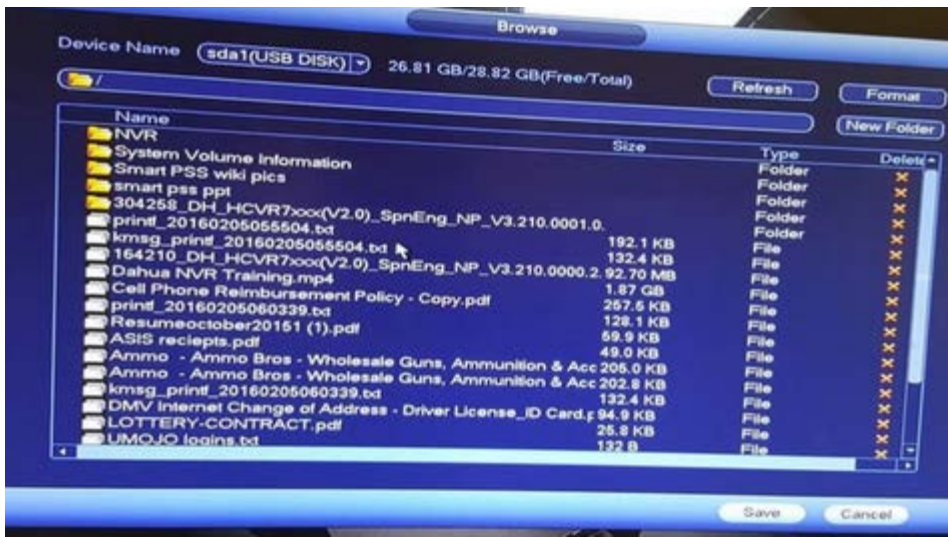 Browse
Device Name sda1(USB DISK) 26.81 GB/28.82 GB(Free/Total) Refresh Format
/ New Folder
Name Size Type Delete
NVR Folder
System Volume Information Folder
Smart PSS wiki pics Folder
smart pss ppt Folder
304258_DH_HCVR7xxx(V2.0)_SpnEng_NP_V3.210.0001.0. Folder
printf_20160205055504.txt 192.1 KB File
kmsg_printf_20160205055504.txt 132.4 KB File
164210_DH_HCVR7xxx(V2.0)_SpnEng_NP_V3.210.0000.2. 92.70 MB File
Dahua NVR Training.mp4 1.87 GB File
Cell Phone Reimbursement Policy - Copy.pdf 257.5 KB File
printf_20160205060339.txt 128.1 KB File
Resumeoctober20151 (1).pdf 59.9 KB File
ASIS reciepts.pdf 49.0 KB File
Ammo - Ammo Bros - Wholesale Guns, Ammunition & Acc 205.0 KB File
Ammo - Ammo Bros - Wholesale Guns, Ammunition & Acc 202.8 KB File
kmsg_printf_20160205060339.txt 132.4 KB File
DMV Internet Change of Address - Driver License_ID Card.p 94.9 KB File
LOTTERY-CONTRACT.pdf 25.8 KB File
UMOJO logins.txt 132 B File
Save Cancel